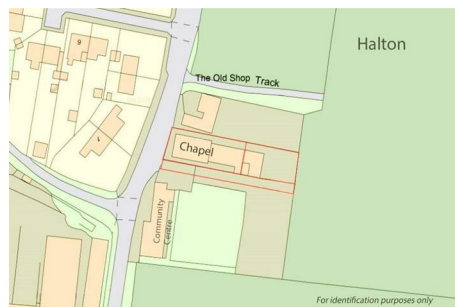 Halton
9
The Old Shop Track
Chapel
1
Community
Centre
For identification purposes only